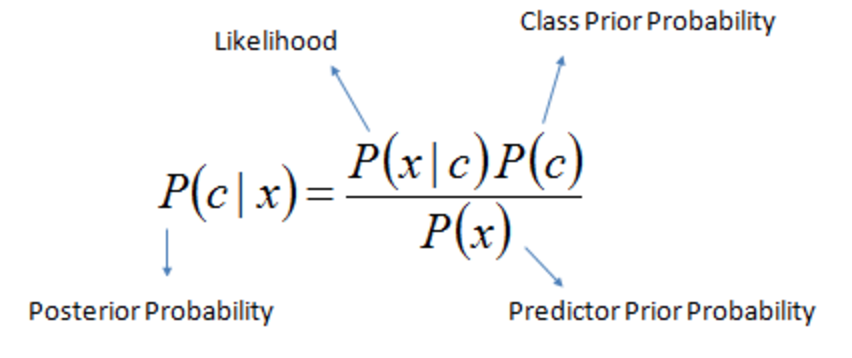 Class Prior Probability
Likelihood
P(c|x) = P(x|c)P(c) / P(x)
Posterior Probability
Predictor Prior Probability